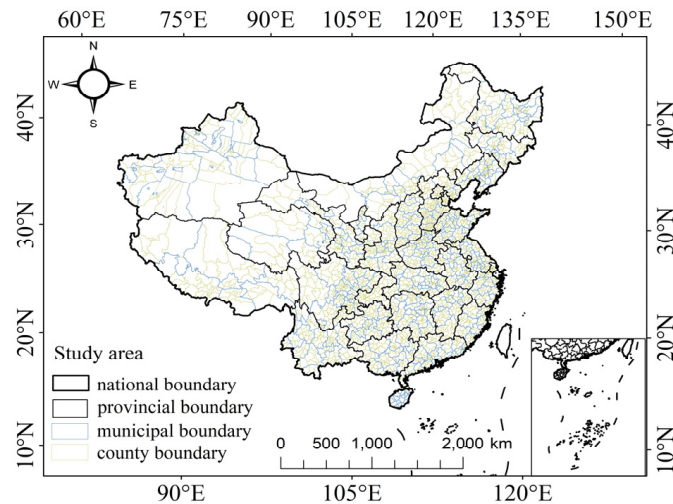 60°E 75°E 90°E 105°E 120°E 135°E 150°E
N
W E
S
40°N 40°N
30°N 30°N
20°N 20°N
Study area
national boundary
provincial boundary
municipal boundary
county boundary
0 500 1,000 2,000 km
10°N 10°N
90°E 105°E 120°E